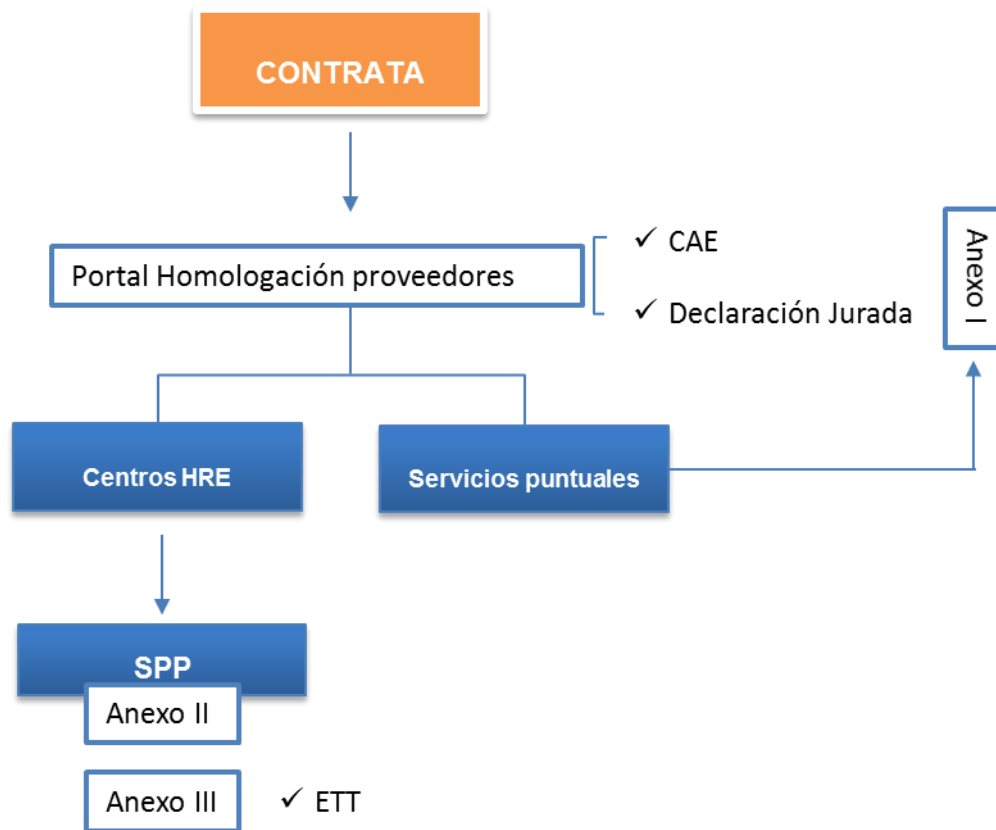 CONTRATA
Portal Homologación proveedores
✓ CAE
✓ Declaración Jurada
Anexo I
Centros HRE
Servicios puntuales
SPP
Anexo II
Anexo III
✓ ETT